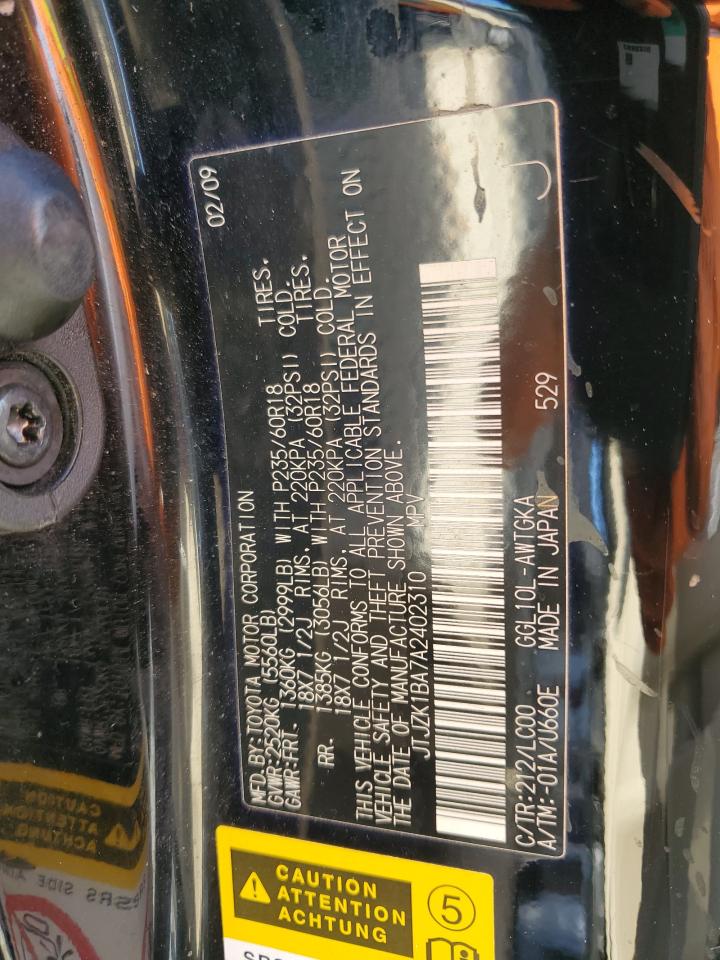 MFD.BY:TOYOTA MOTOR CORPORATION 02/09
GVWR:2520KG (5560LB)
GAWR:FRT 1360KG (2999LB) WITH P235/60R18 TIRES.
18X7 1/2J RIMS, AT 220KPA (32PSI) COLD.
RR. 1385KG (3056LB) WITH P235/60R18 TIRES.
18X7 1/2J RIMS, AT 220KPA (32PSI) COLD.
THIS VEHICLE CONFORMS TO ALL APPLICABLE FEDERAL MOTOR
VEHICLE SAFETY AND THEFT PREVENTION STANDARDS IN EFFECT ON
THE DATE OF MANUFACTURE SHOWN ABOVE.
JTJZK1BA7A2402310 MPV
C/TR:212/LC00 GGL10L-AWTGKA 529
A/TM:-01A/U660E MADE IN JAPAN
CAUTION
ATTENTION
ACHTUNG
5